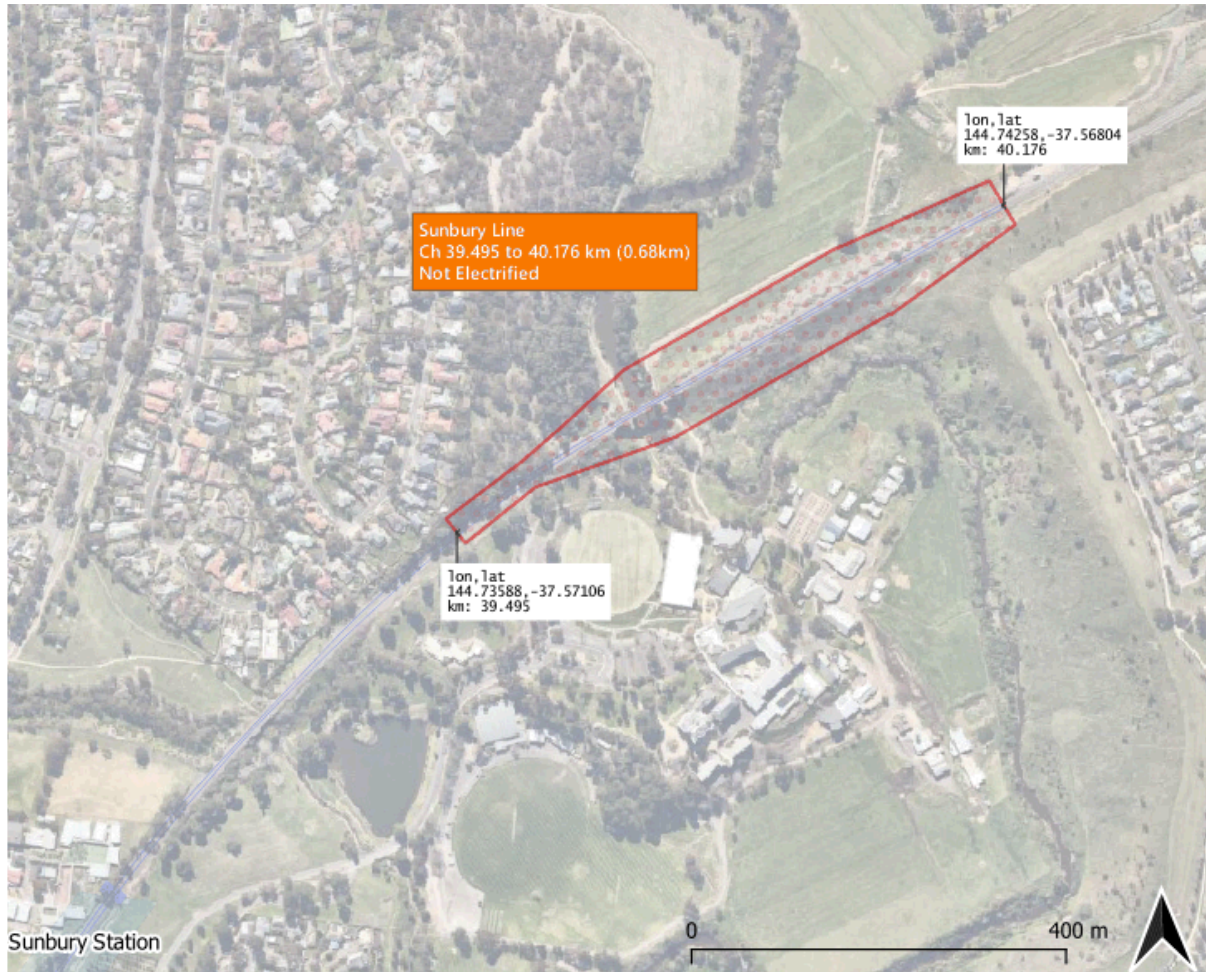 lon,lat
144.74258,-37.56804
km: 40.176
Sunbury Line
Ch 39.495 to 40.176 km (0.68km)
Not Electrified
lon,lat
144.73588,-37.57106
km: 39.495
0 400 m
Sunbury Station